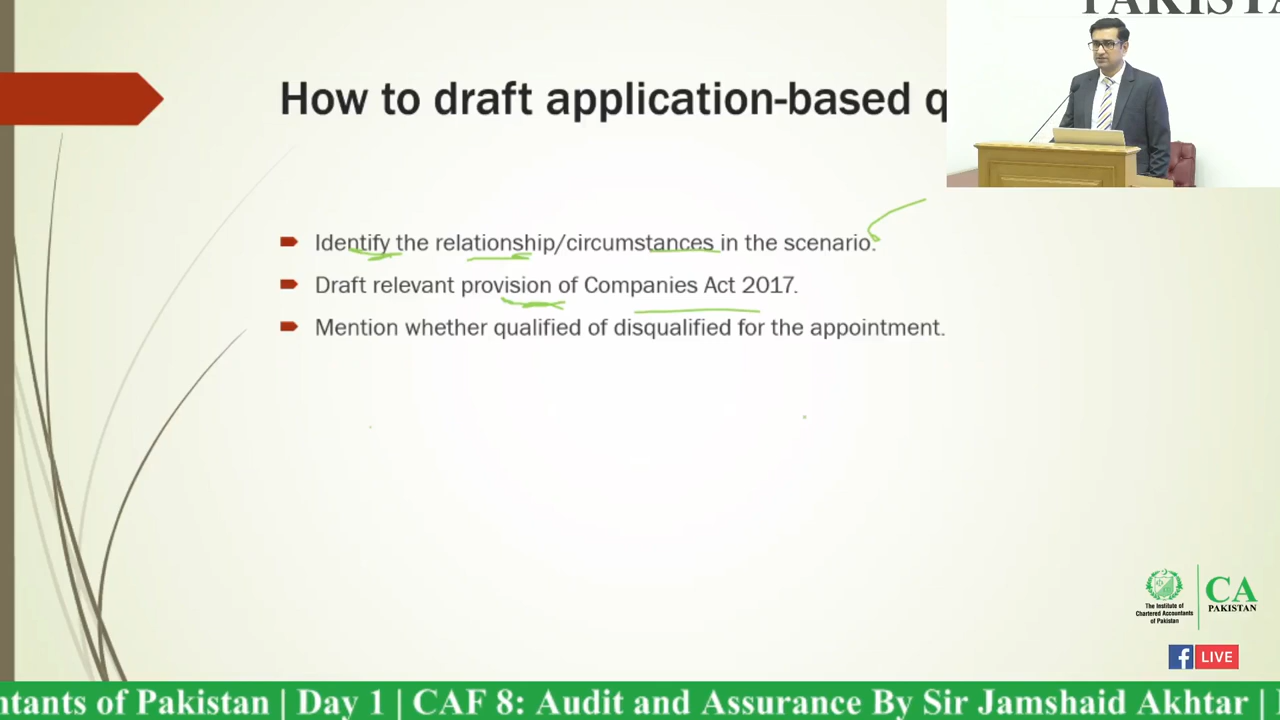 PAKISTA
How to draft application-based q
Identify the relationship/circumstances in the scenario.
Draft relevant provision of Companies Act 2017.
Mention whether qualified of disqualified for the appointment.
The Institute of
Chartered Accountants
of Pakistan
CA
PAKISTAN
f LIVE
ntants of Pakistan | Day 1 | CAF 8: Audit and Assurance By Sir Jamshaid Akhtar |